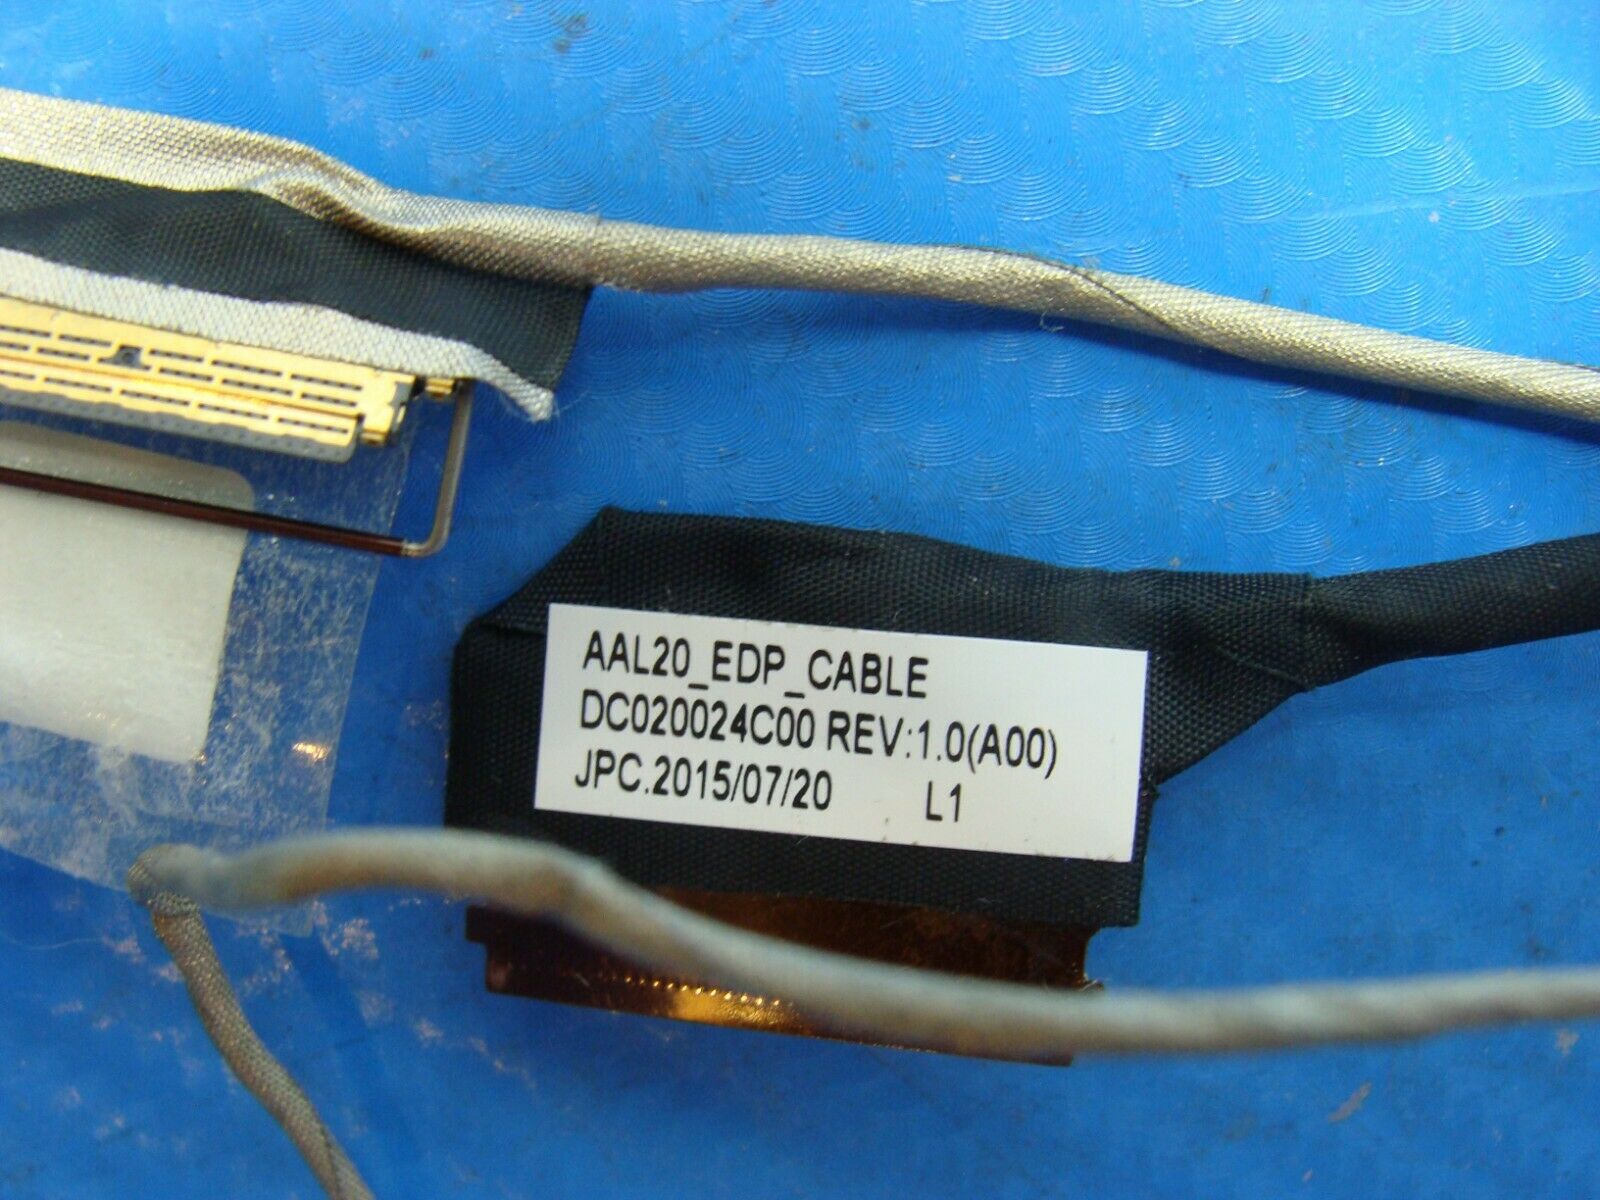 AAL20_EDP_CABLE
DC020024C00 REV:1.0(A00)
JPC.2015/07/20 L1